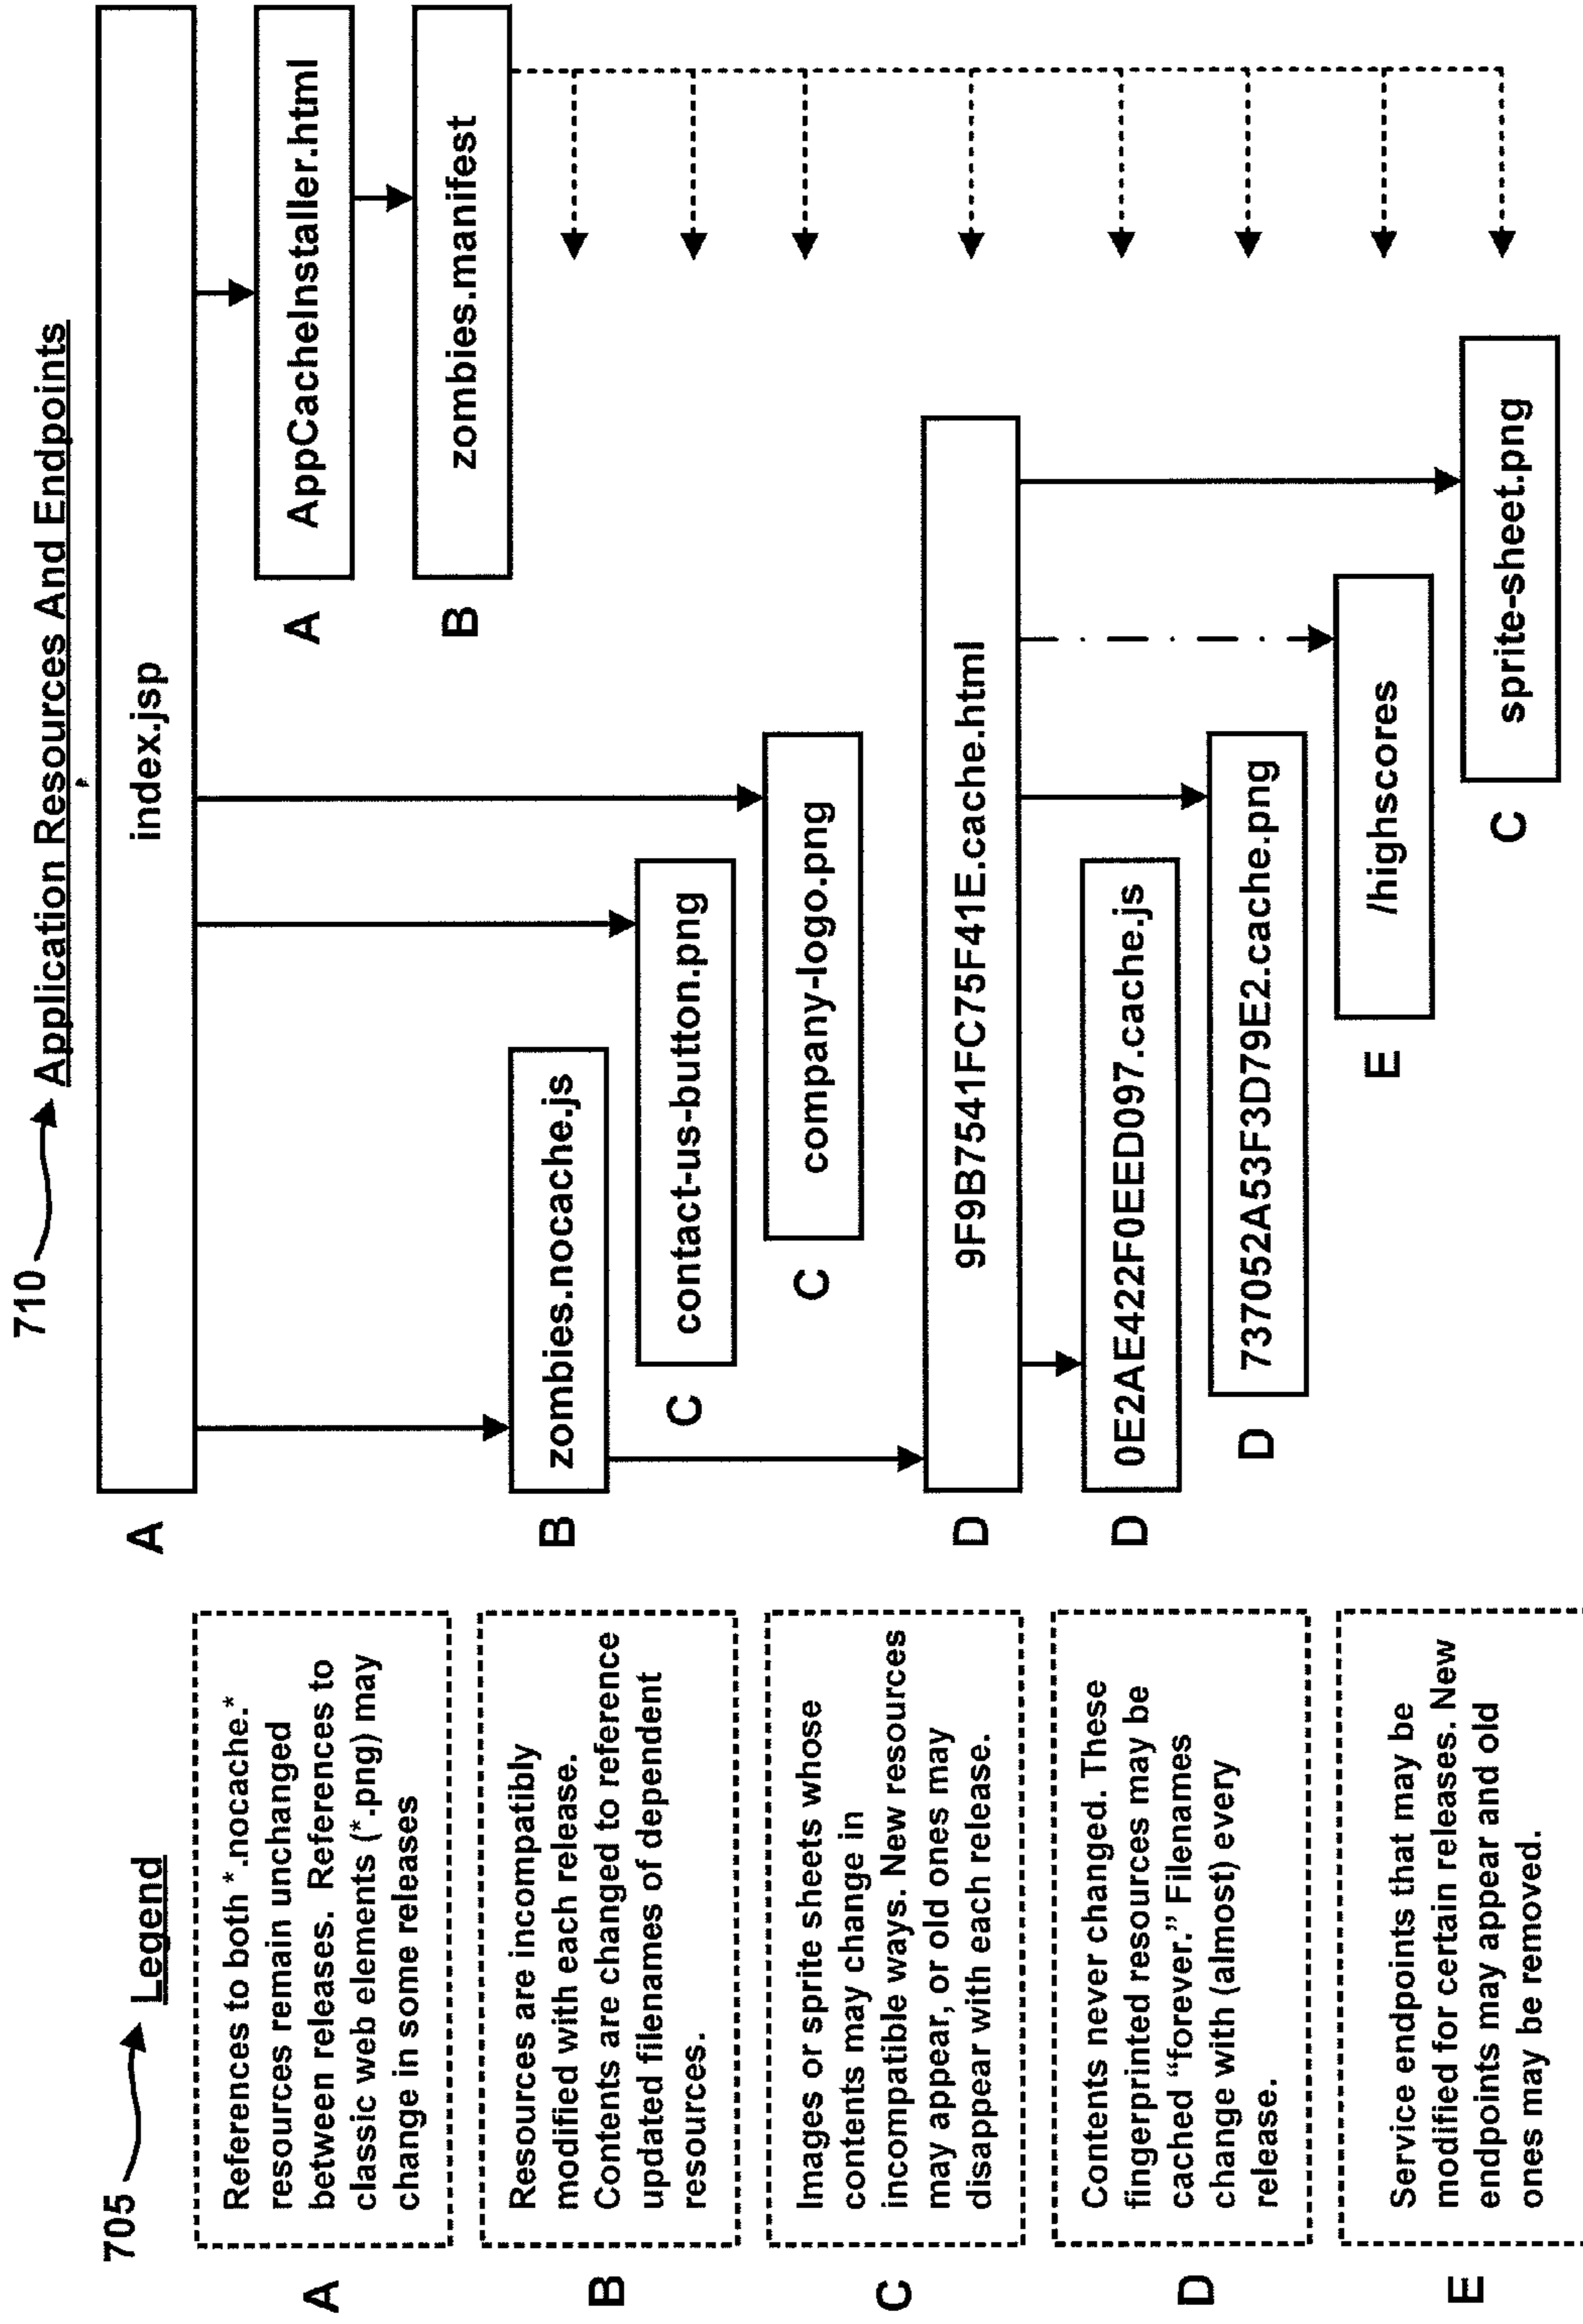 705
Legend
A
References to both *.nocache.*
resources remain unchanged
between releases. References to
classic web elements (*.png) may
change in some releases
B
Resources are incompatibly
modified with each release.
Contents are changed to reference
updated filenames of dependent
resources.
C
Images or sprite sheets whose
contents may change in
incompatible ways. New resources
may appear, or old ones may
disappear with each release.
D
Contents never changed. These
fingerprinted resources may be
cached “forever.” Filenames
change with (almost) every
release.
E
Service endpoints that may be
modified for certain releases. New
endpoints may appear and old
ones may be removed.
710
Application Resources And Endpoints
A
index.jsp
A
AppCacheInstaller.html
B
zombies.manifest
B
zombies.nocache.js
C
contact-us-button.png
C
company-logo.png
D
9F9B7541FC75F41E.cache.html
D
0E2AE422F0EED097.cache.js
D
737052A53F3D79E2.cache.png
E
/highscores
C
sprite-sheet.png